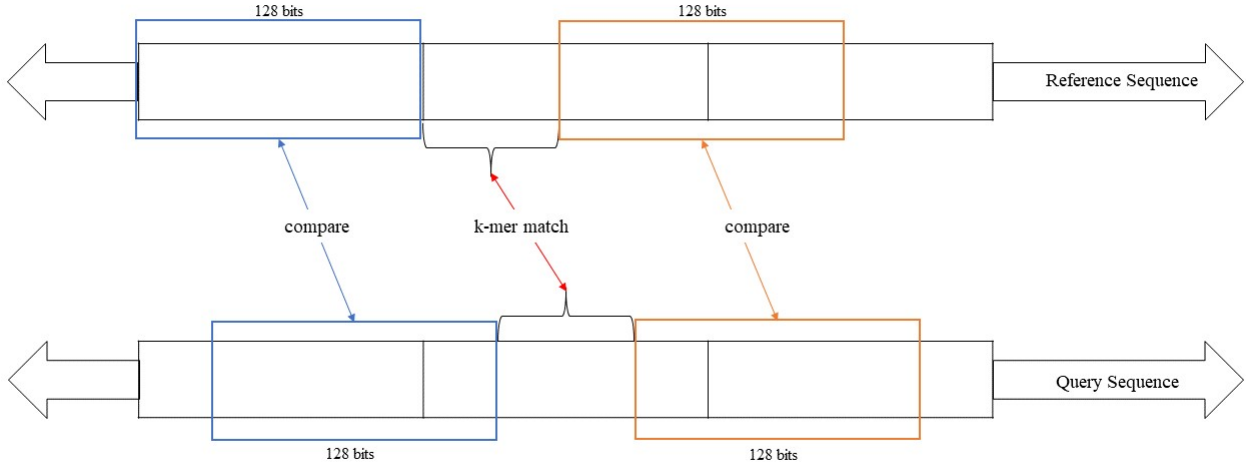 128 bits
128 bits
Reference Sequence
compare
k-mer match
compare
Query Sequence
128 bits
128 bits